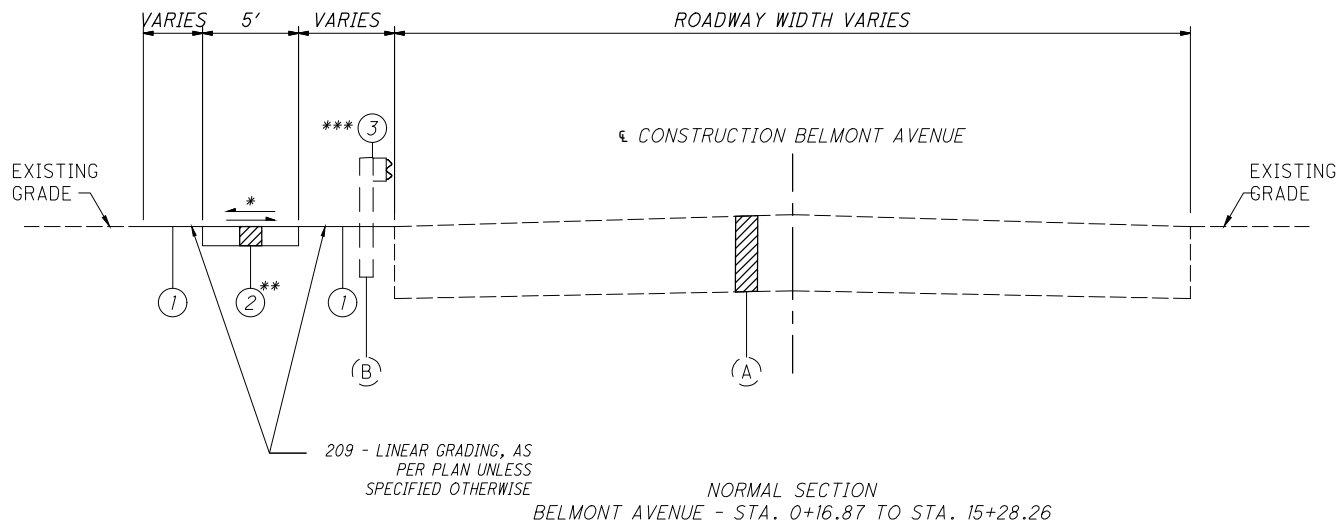 VARIES 5' VARIES ROADWAY WIDTH VARIES
*** 3
℄ CONSTRUCTION BELMONT AVENUE
EXISTING
GRADE
EXISTING
GRADE
*
1 2 ** 1
B A
209 - LINEAR GRADING, AS
PER PLAN UNLESS
SPECIFIED OTHERWISE
NORMAL SECTION
BELMONT AVENUE - STA. 0+16.87 TO STA. 15+28.26